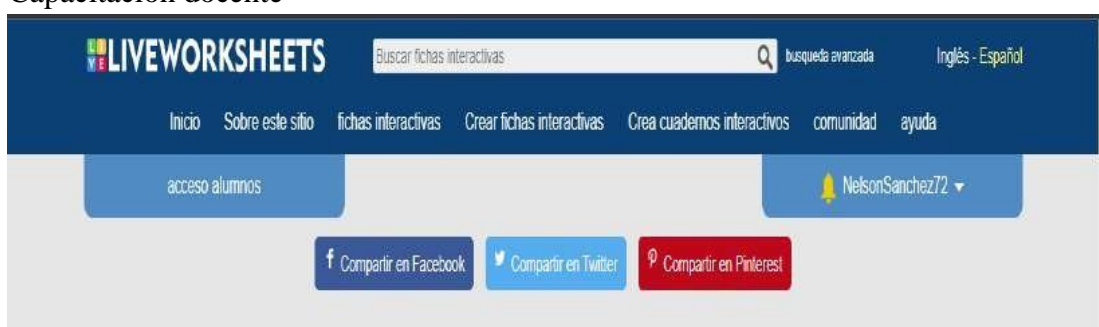 Capacitación docente
LIVE LIVEWORKSHEETS Buscar fichas interactivas busqueda avanzada Inglés - Español
Inicio Sobre este sitio fichas interactivas Crear fichas interactivas Crea cuadernos interactivos comunidad ayuda
acceso alumnos NelsonSanchez72
Compartir en Facebook Compartir en Twitter Compartir en Pinterest